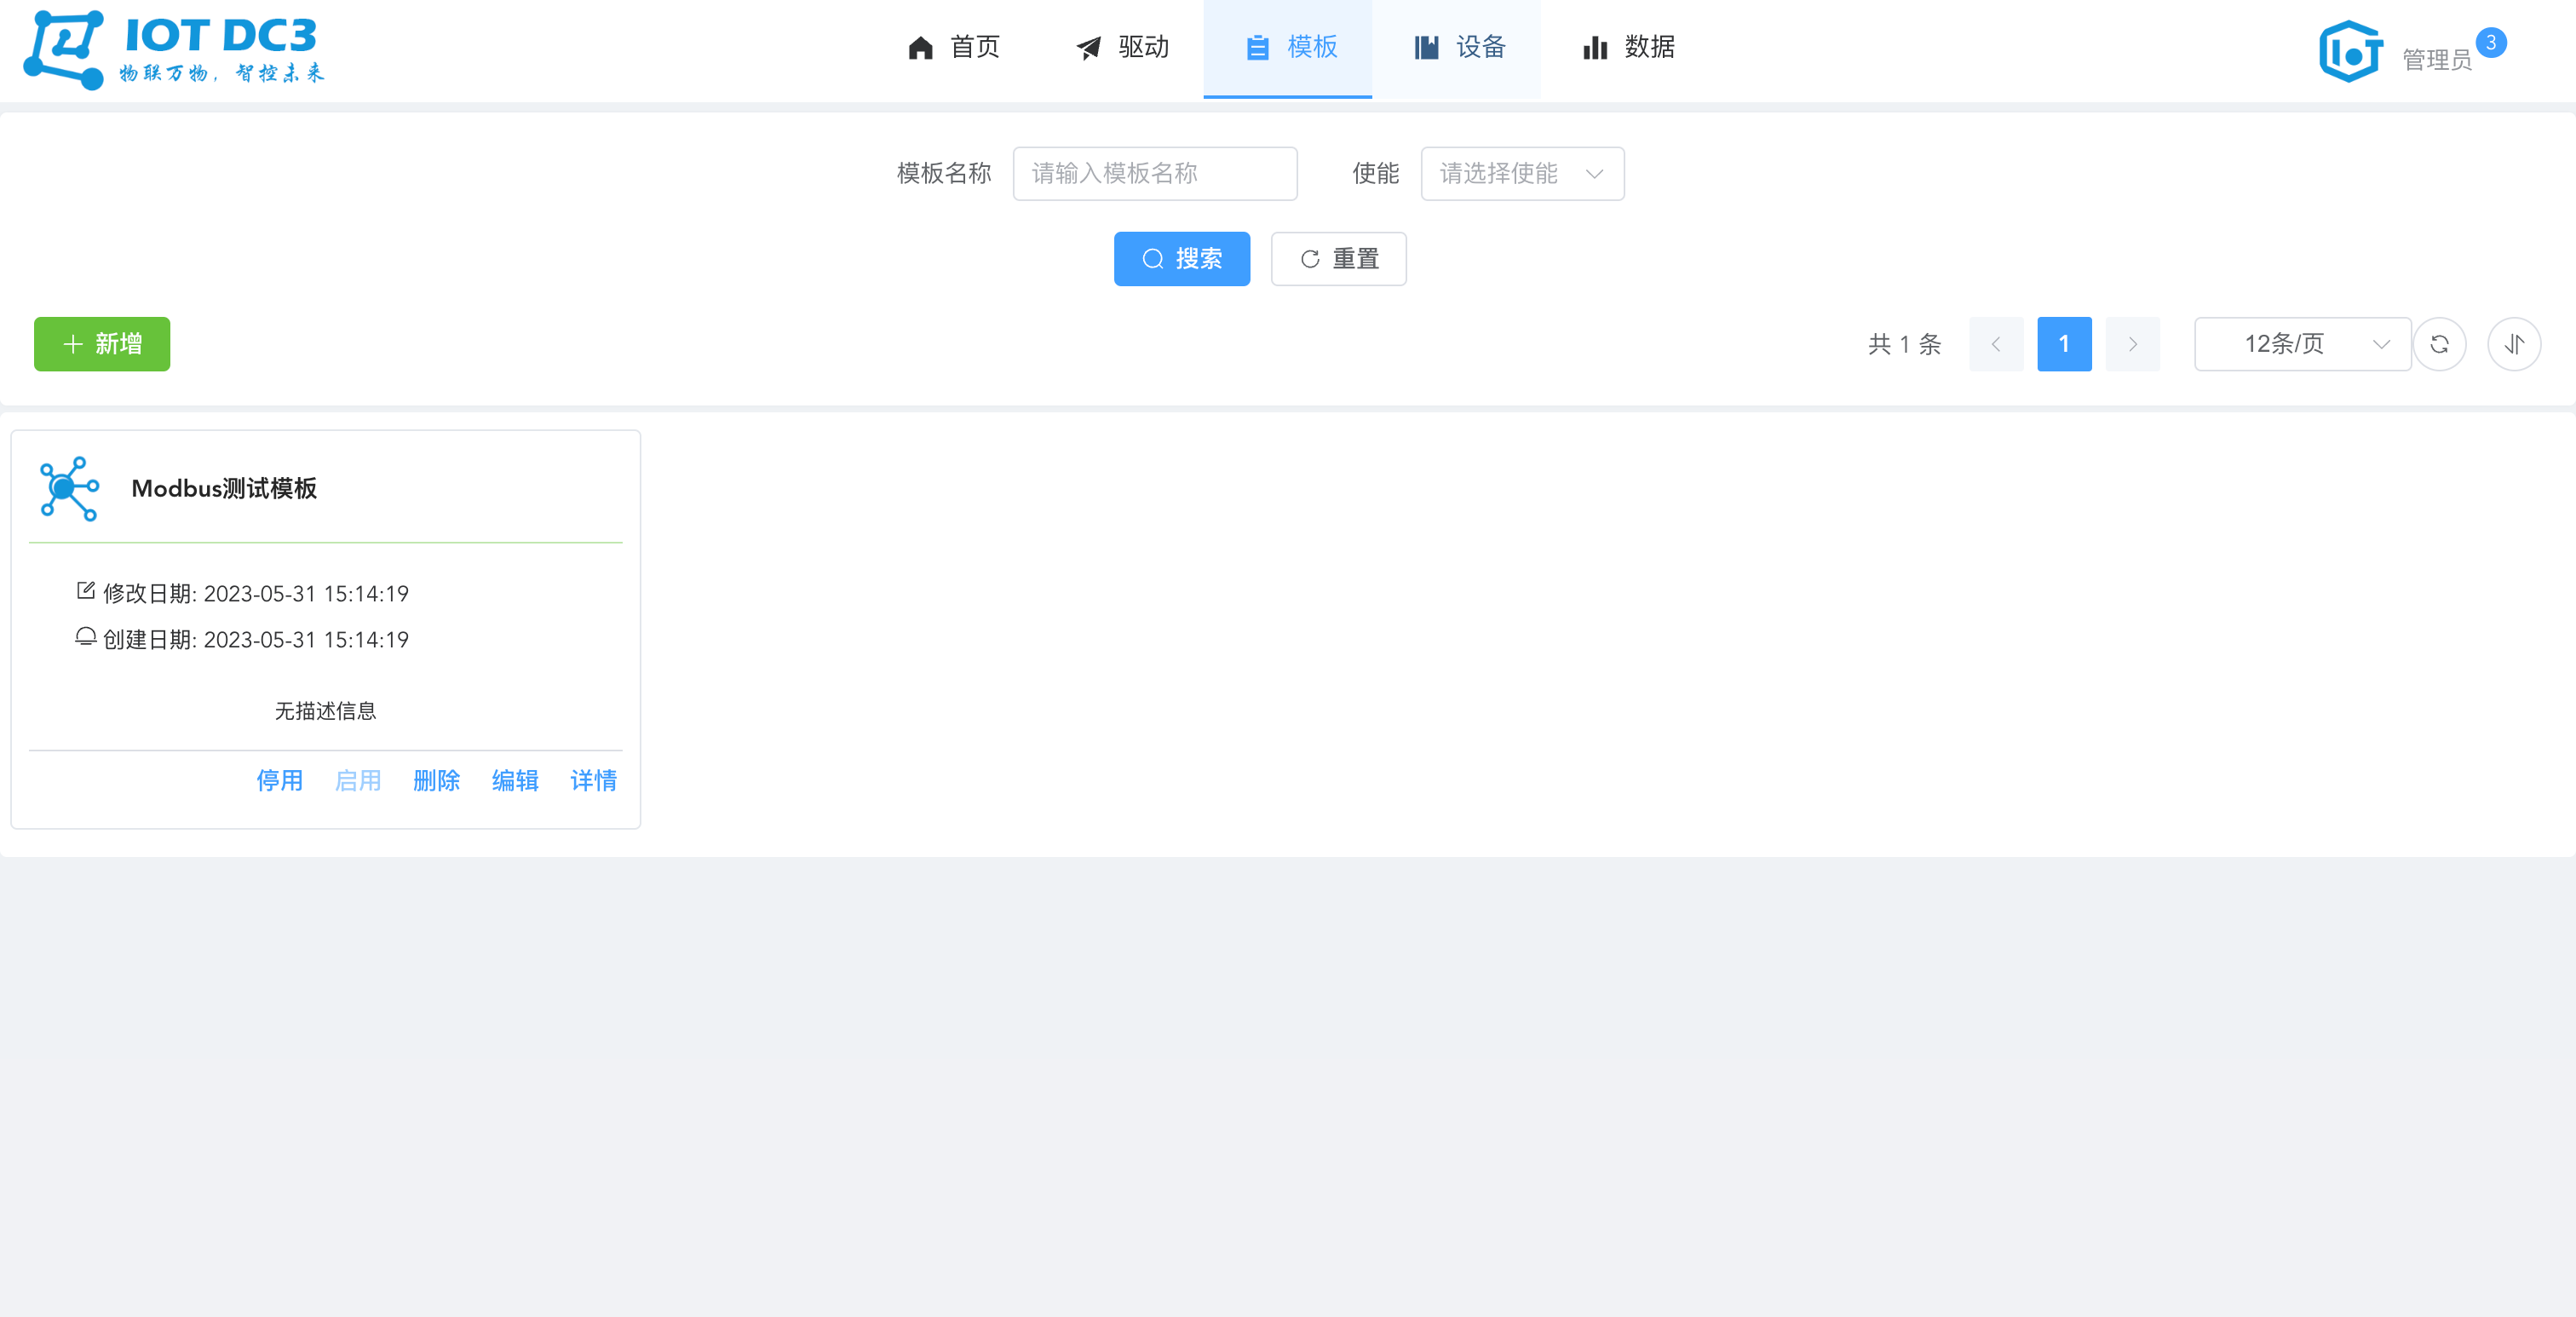 IOT DC3
物联万物，智控未来
首页 驱动 模板 设备 数据
管理员 3
模板名称 请输入模板名称 使能 请选择使能
搜索 重置
新增
共 1 条 1 12条/页
Modbus测试模板
修改日期: 2023-05-31 15:14:19
创建日期: 2023-05-31 15:14:19
无描述信息
停用 启用 删除 编辑 详情